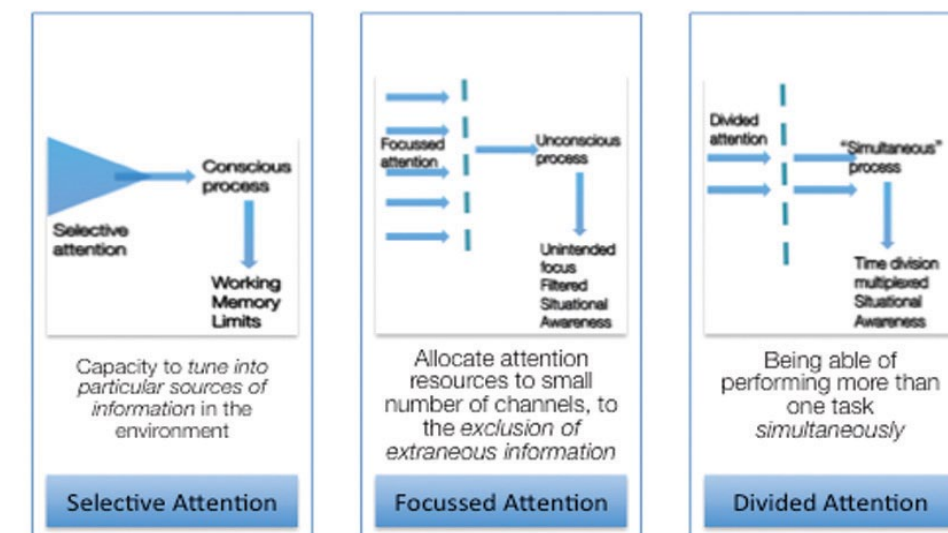 Selective
attention
Conscious
process
Working
Memory
Limits
Capacity to tune into
particular sources of
information in the
environment
Selective Attention
Focussed
attention
Unconscious
process
Unintended
focus
Filtered
Situational
Awareness
Allocate attention
resources to small
number of channels, to
the exclusion of
extraneous information
Focussed Attention
Divided
attention
"Simultaneous"
process
Time division
multiplexed
Situational
Awareness
Being able of
performing more than
one task
simultaneously
Divided Attention